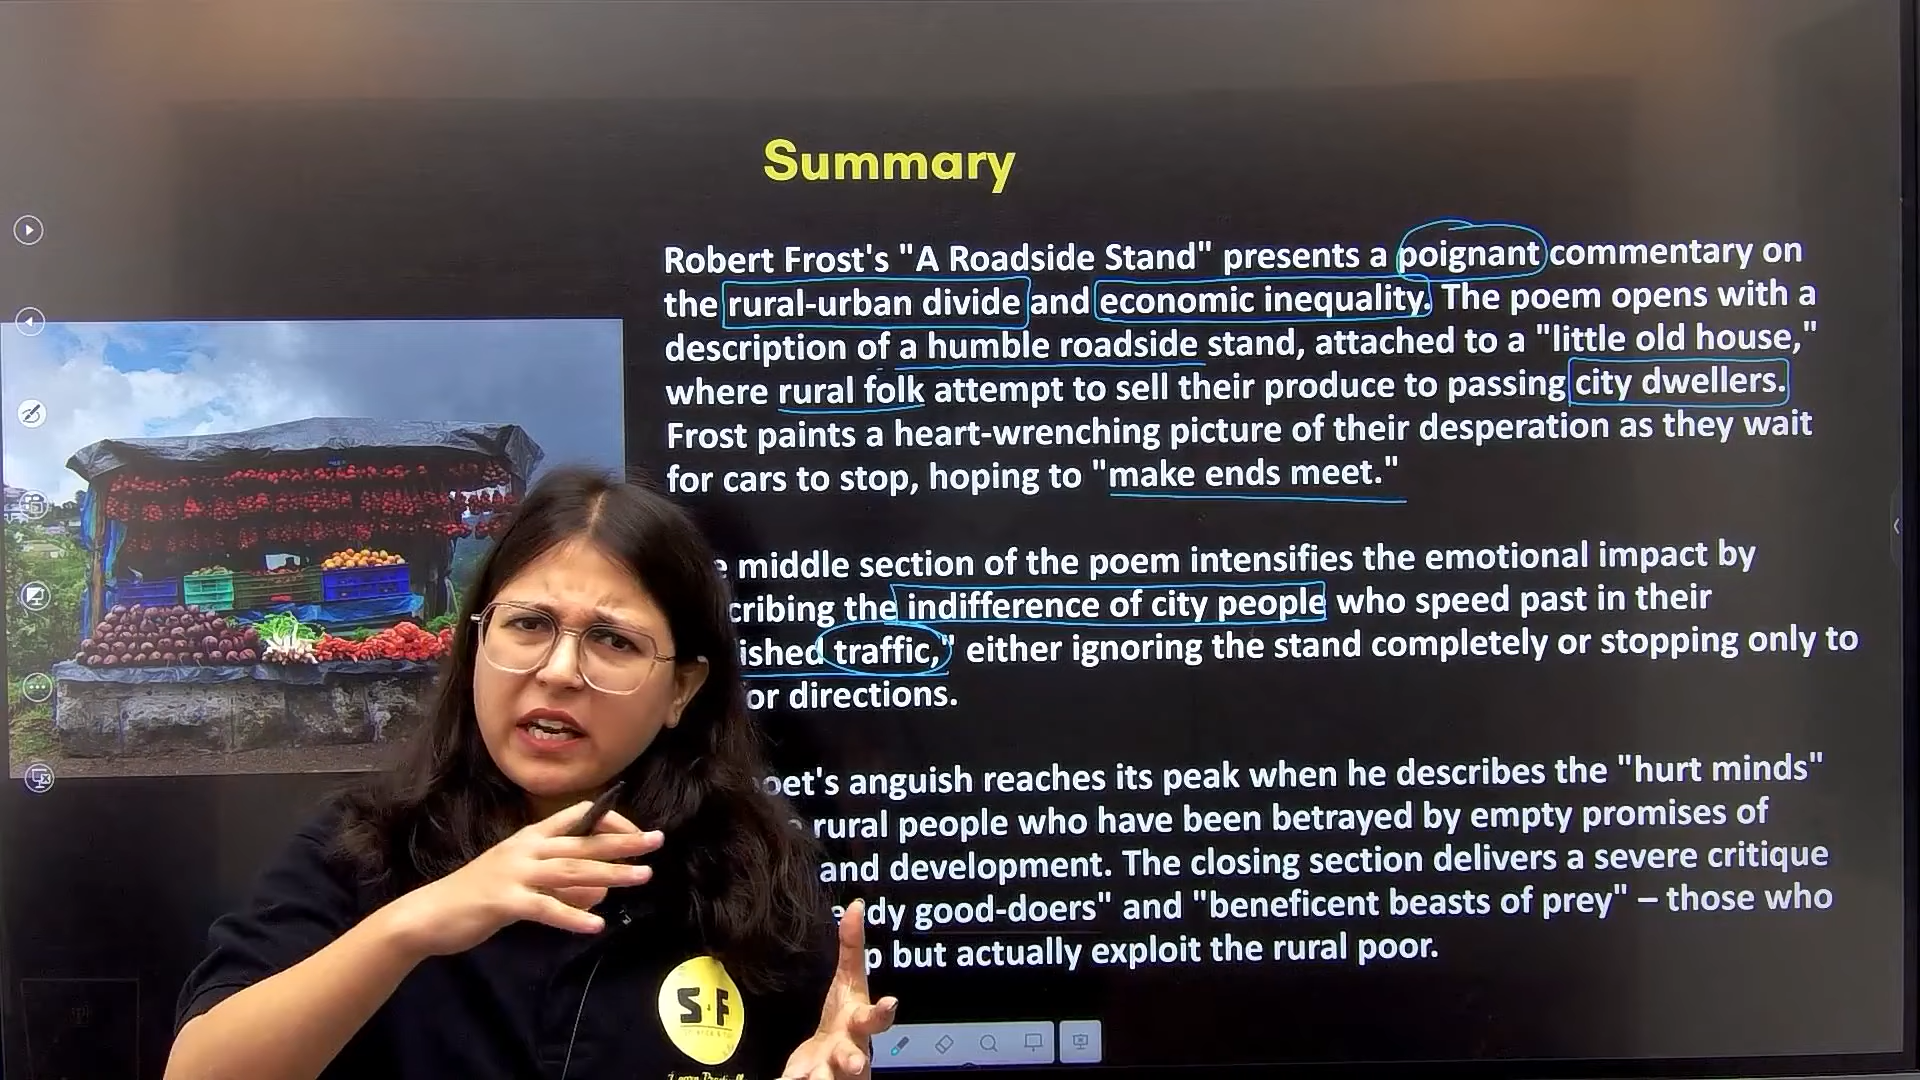 Summary
Robert Frost's "A Roadside Stand" presents a poignant commentary on
the rural-urban divide and economic inequality. The poem opens with a
description of a humble roadside stand, attached to a "little old house,"
where rural folk attempt to sell their produce to passing city dwellers.
Frost paints a heart-wrenching picture of their desperation as they wait
for cars to stop, hoping to "make ends meet."
e middle section of the poem intensifies the emotional impact by
cribing the indifference of city people who speed past in their
ished traffic," either ignoring the stand completely or stopping only to
or directions.
oet's anguish reaches its peak when he describes the "hurt minds"
rural people who have been betrayed by empty promises of
and development. The closing section delivers a severe critique
edy good-doers" and "beneficent beasts of prey" – those who
p but actually exploit the rural poor.
S F